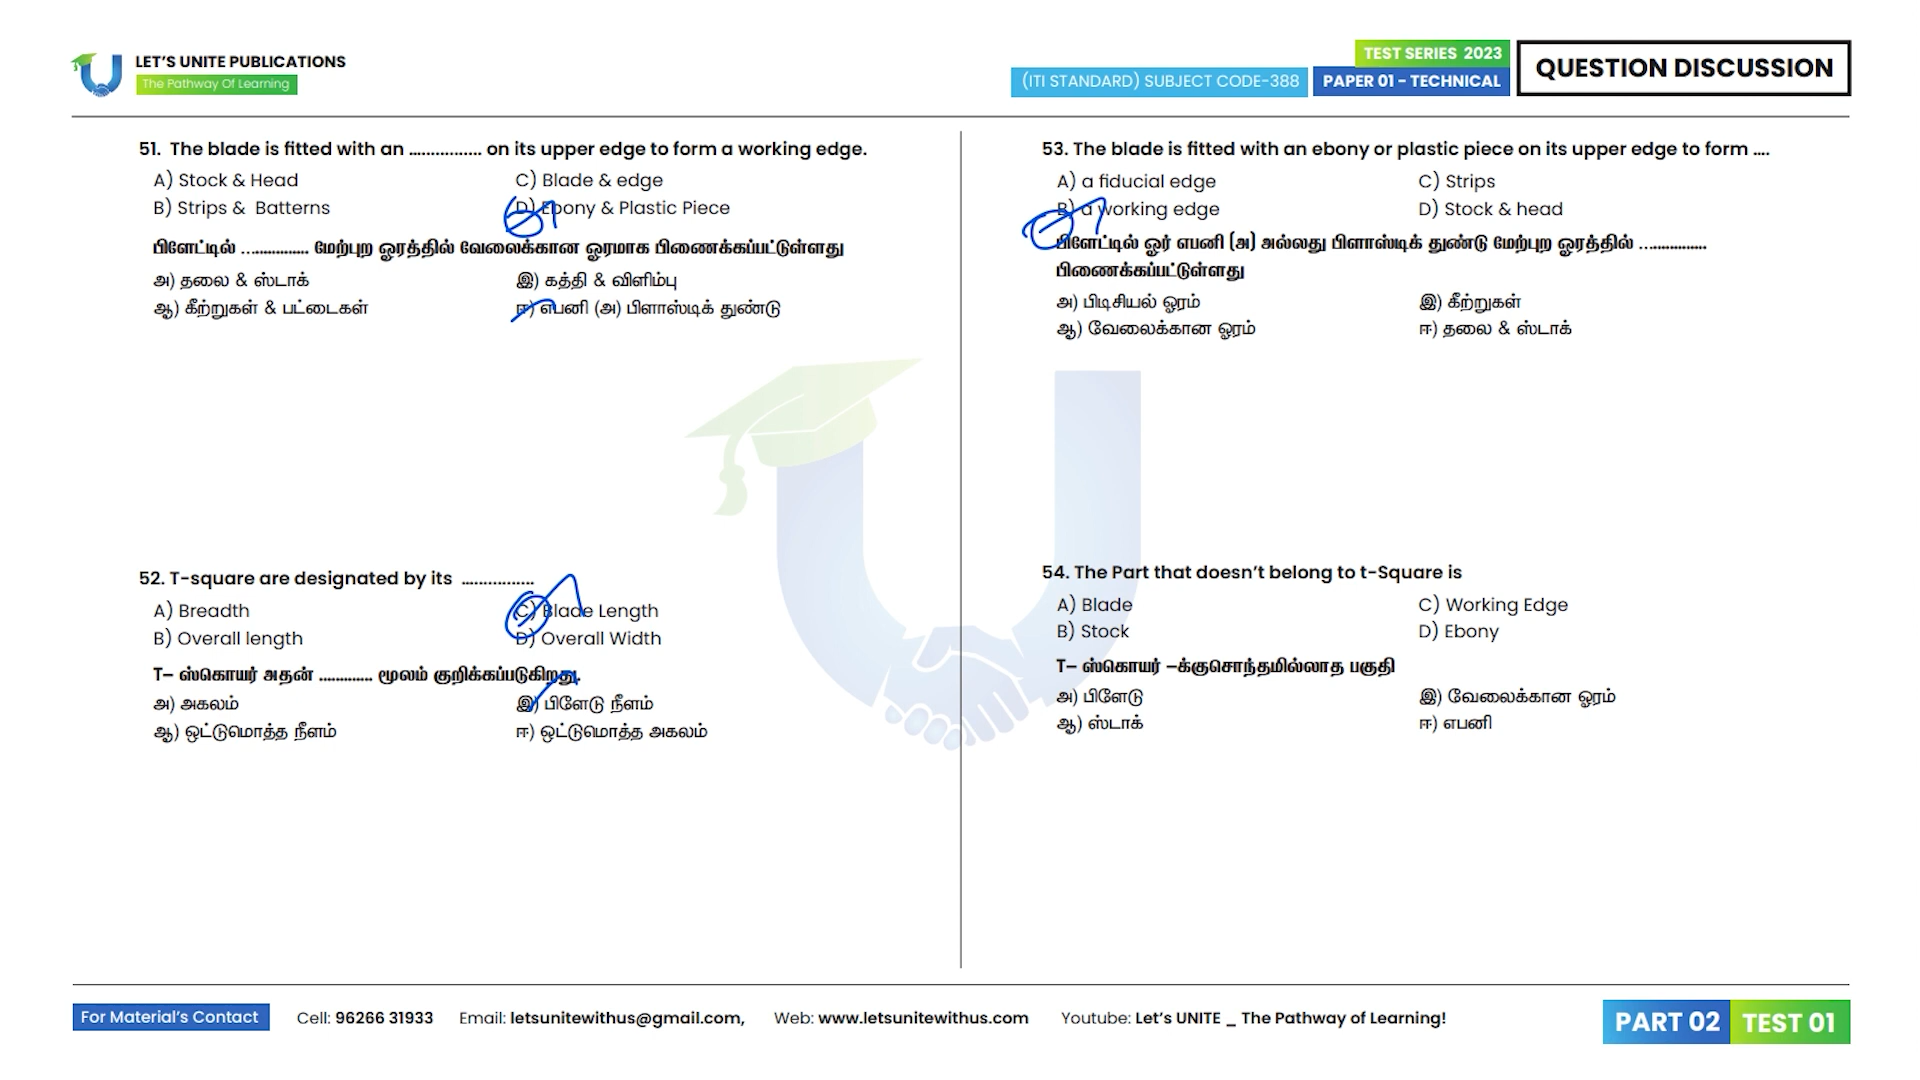 LET'S UNITE PUBLICATIONS
The Pathway Of Learning
TEST SERIES 2023
(ITI STANDARD) SUBJECT CODE-388
PAPER 01 - TECHNICAL
QUESTION DISCUSSION
51. The blade is fitted with an ................ on its upper edge to form a working edge.
A) Stock & Head
C) Blade & edge
B) Strips & Batterns
D) Ebony & Plastic Piece
பிளேட்டில் ................ மேற்புற ஓரத்தில் வேலைக்கான ஓரமாக பிணைக்கப்பட்டுள்ளது
அ) தலை & ஸ்டாக்
இ) கத்தி & விளிம்பு
ஆ) கீற்றுகள் & பட்டைகள்
ஈ) எபனி (அ) பிளாஸ்டிக் துண்டு
52. T-square are designated by its ................
A) Breadth
C) Blade Length
B) Overall length
D) Overall Width
T– ஸ்கொயர் அதன் ............. மூலம் குறிக்கப்படுகிறது.
அ) அகலம்
இ) பிளேடு நீளம்
ஆ) ஒட்டுமொத்த நீளம்
ஈ) ஒட்டுமொத்த அகலம்
53. The blade is fitted with an ebony or plastic piece on its upper edge to form ....
A) a fiducial edge
C) Strips
B) a working edge
D) Stock & head
பிளேட்டில் ஓர் எபனி (அ) அல்லது பிளாஸ்டிக் துண்டு மேற்புற ஓரத்தில் ................
பிணைக்கப்பட்டுள்ளது
அ) பிடிசியல் ஓரம்
இ) கீற்றுகள்
ஆ) வேலைக்கான ஓரம்
ஈ) தலை & ஸ்டாக்
54. The Part that doesn't belong to t-Square is
A) Blade
C) Working Edge
B) Stock
D) Ebony
T– ஸ்கொயர் –க்குசொந்தமில்லாத பகுதி
அ) பிளேடு
இ) வேலைக்கான ஓரம்
ஆ) ஸ்டாக்
ஈ) எபனி
For Material's Contact
Cell: 96266 31933 Email: letsunitewithus@gmail.com, Web: www.letsunitewithus.com Youtube: Let's UNITE _ The Pathway of Learning!
PART 02 TEST 01